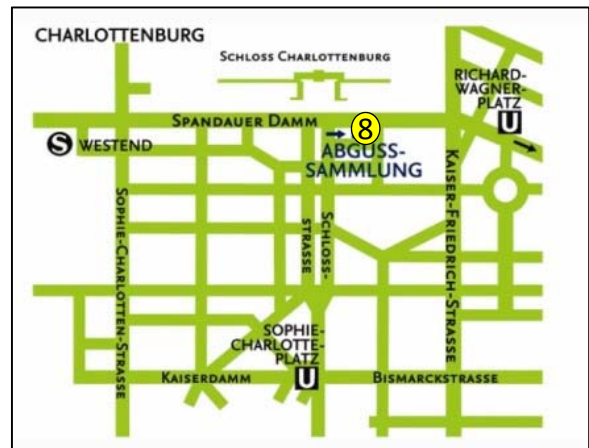 CHARLOTTENBURG
SCHLOSS CHARLOTTENBURG
RICHARD-
WAGNER-
PLATZ
U
SPANDAUER DAMM
8
S WESTEND
ABGUSS-
SAMMLUNG
SOPHIE-CHARLOTTEN-STRASSE
SCHLOSS-
STRASSE
KAISER-FRIEDRICH-STRASSE
SOPHIE-
CHARLOTTE-
PLATZ
U
KAISERDAMM
BISMARCKSTRASSE